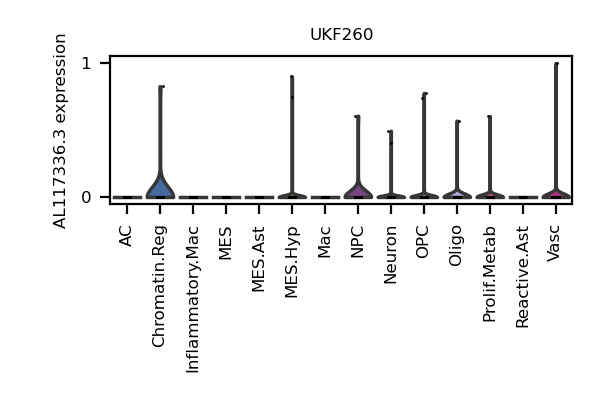 UKF260
AL117336.3 expression
1
0
AC
Chromatin.Reg
Inflammatory.Mac
MES
MES.Ast
MES.Hyp
Mac
NPC
Neuron
OPC
Oligo
Prolif.Metab
Reactive.Ast
Vasc